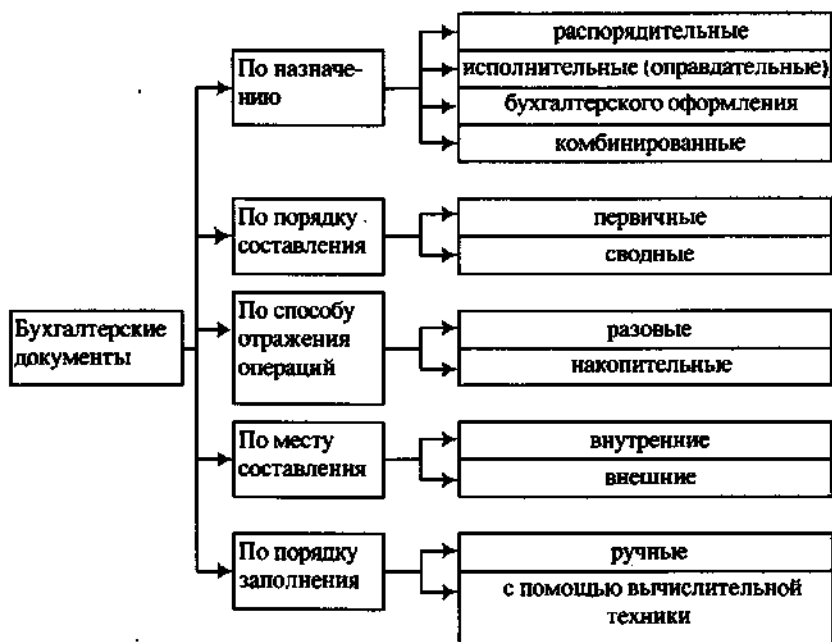 Бухгалтерские
документы
По назначе-
нию
распорядительные
исполнительные (оправдательные)
бухгалтерского оформления
комбинированные
По порядку
составления
первичные
сводные
По способу
отражения
операций
разовые
накопительные
По месту
составления
внутренние
внешние
По порядку
заполнения
ручные
с помощью вычислительной
техники